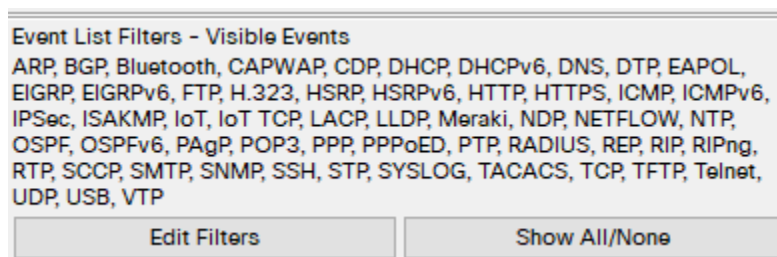 Event List Filters - Visible Events
ARP, BGP, Bluetooth, CAPWAP, CDP, DHCP, DHCPv6, DNS, DTP, EAPOL,
EIGRP, EIGRPv6, FTP, H.323, HSRP, HSRPv6, HTTP, HTTPS, ICMP, ICMPv6,
IPSec, ISAKMP, IoT, IoT TCP, LACP, LLDP, Meraki, NDP, NETFLOW, NTP,
OSPF, OSPFv6, PAgP, POP3, PPP, PPPoED, PTP, RADIUS, REP, RIP, RIPng,
RTP, SCCP, SMTP, SNMP, SSH, STP, SYSLOG, TACACS, TCP, TFTP, Telnet,
UDP, USB, VTP
Edit Filters
Show All/None